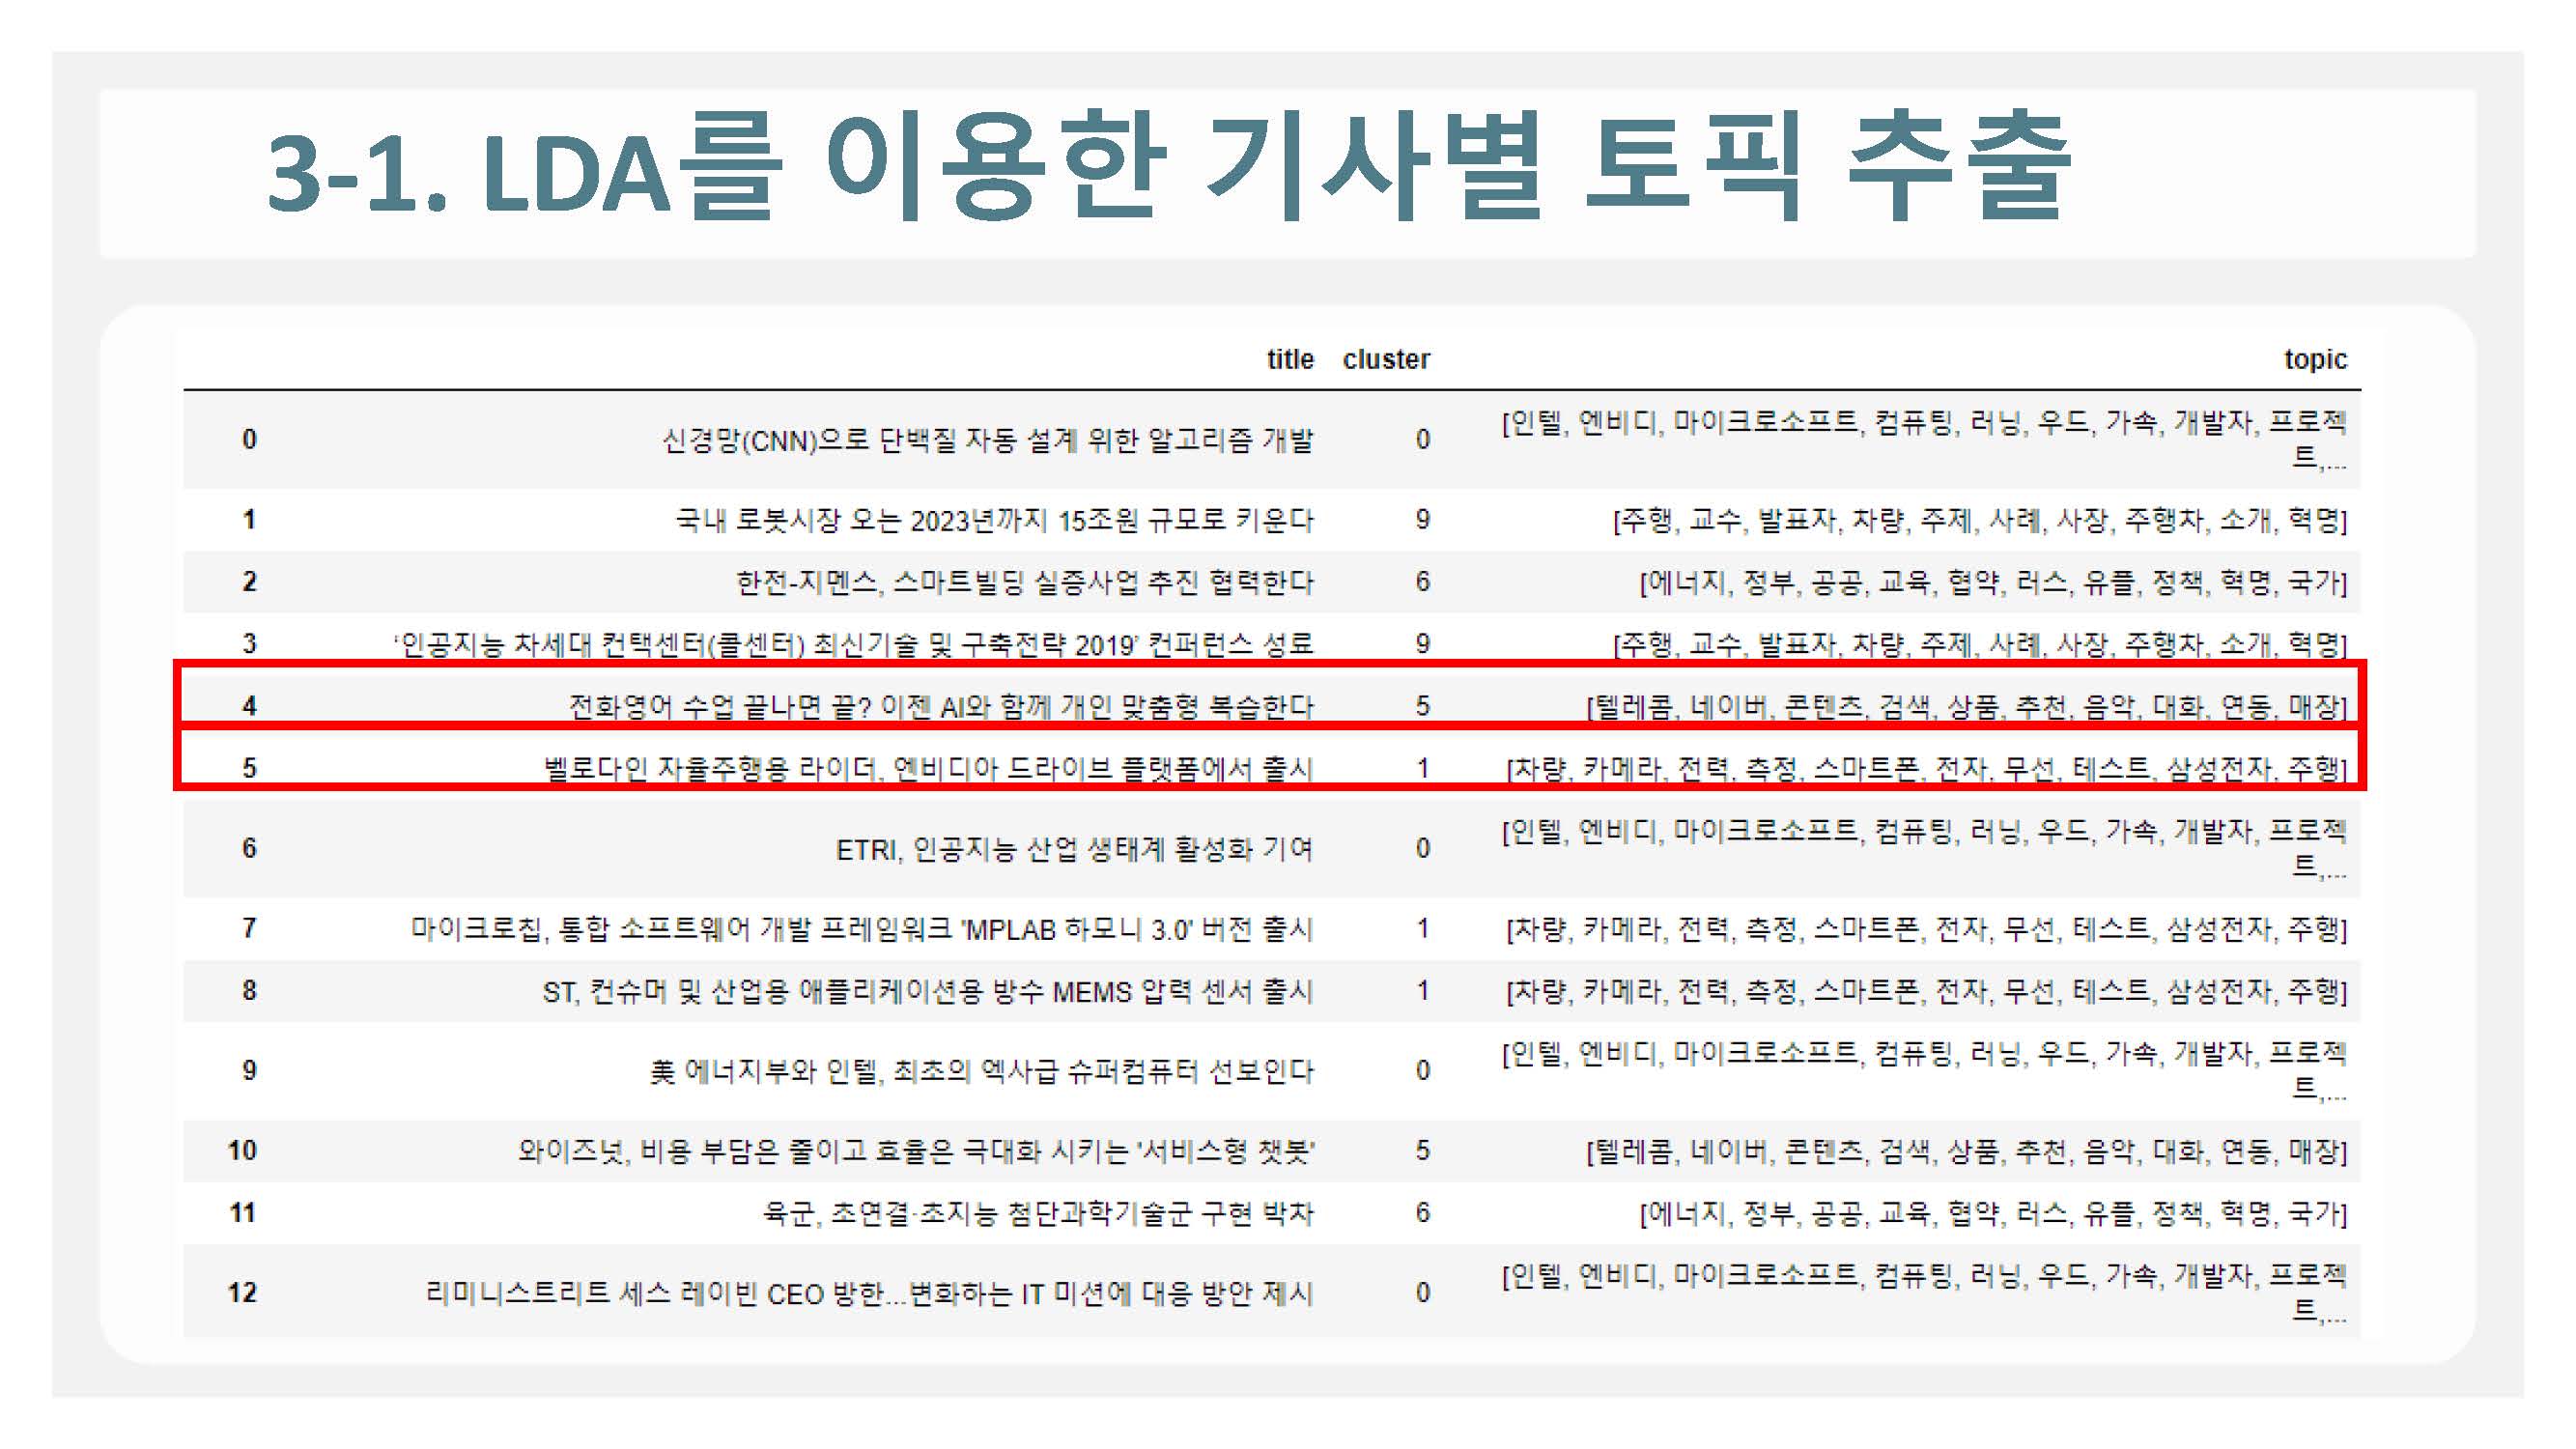 3-1. LDA를 이용한 기사별 토픽 추출
title cluster topic
0 신경망(CNN)으로 단백질 자동 설계 위한 알고리즘 개발 0 [인텔, 엔비디, 마이크로소프트, 컴퓨팅, 러닝, 우드, 가속, 개발자, 프로젝
트,...
1 국내 로봇시장 오는 2023년까지 15조원 규모로 키운다 9 [주행, 교수, 발표자, 차량, 주제, 사례, 사장, 주행차, 소개, 혁명]
2 한전-지멘스, 스마트빌딩 실증사업 추진 협력한다 6 [에너지, 정부, 공공, 교육, 협약, 러스, 유플, 정책, 혁명, 국가]
3 ‘인공지능 차세대 컨택센터(콜센터) 최신기술 및 구축전략 2019’ 컨퍼런스 성료 9 [주행, 교수, 발표자, 차량, 주제, 사례, 사장, 주행차, 소개, 혁명]
4 전화영어 수업 끝나면 끝? 이젠 AI와 함께 개인 맞춤형 복습한다 5 [텔레콤, 네이버, 콘텐츠, 검색, 상품, 추천, 음악, 대화, 연동, 매장]
5 벨로다인 자율주행용 라이더, 엔비디아 드라이브 플랫폼에서 출시 1 [차량, 카메라, 전력, 측정, 스마트폰, 전자, 무선, 테스트, 삼성전자, 주행]
6 ETRI, 인공지능 산업 생태계 활성화 기여 0 [인텔, 엔비디, 마이크로소프트, 컴퓨팅, 러닝, 우드, 가속, 개발자, 프로젝
트,...
7 마이크로칩, 통합 소프트웨어 개발 프레임워크 'MPLAB 하모니 3.0' 버전 출시 1 [차량, 카메라, 전력, 측정, 스마트폰, 전자, 무선, 테스트, 삼성전자, 주행]
8 ST, 컨슈머 및 산업용 애플리케이션용 방수 MEMS 압력 센서 출시 1 [차량, 카메라, 전력, 측정, 스마트폰, 전자, 무선, 테스트, 삼성전자, 주행]
9 美 에너지부와 인텔, 최초의 엑사급 슈퍼컴퓨터 선보인다 0 [인텔, 엔비디, 마이크로소프트, 컴퓨팅, 러닝, 우드, 가속, 개발자, 프로젝
트,...
10 와이즈넛, 비용 부담은 줄이고 효율은 극대화 시키는 '서비스형 챗봇' 5 [텔레콤, 네이버, 콘텐츠, 검색, 상품, 추천, 음악, 대화, 연동, 매장]
11 육군, 초연결·초지능 첨단과학기술군 구현 박차 6 [에너지, 정부, 공공, 교육, 협약, 러스, 유플, 정책, 혁명, 국가]
12 리미니스트리트 세스 레이빈 CEO 방한...변화하는 IT 미션에 대응 방안 제시 0 [인텔, 엔비디, 마이크로소프트, 컴퓨팅, 러닝, 우드, 가속, 개발자, 프로젝
트,...